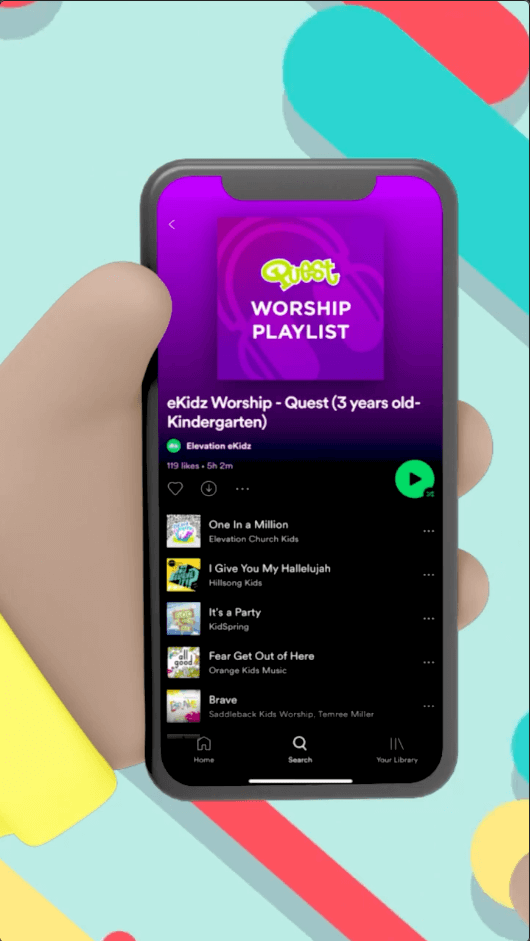 Quest
WORSHIP
PLAYLIST
eKidz Worship - Quest (3 years old-
Kindergarten)
Elevation eKidz
119 likes • 5h 2m
One In a Million
Elevation Church Kids
I Give You My Hallelujah
Hillsong Kids
It's a Party
KidSpring
Fear Get Out of Here
all good
Orange Kids Music
Brave
Saddleback Kids Worship, Temree Miller
Home
Search
Your Library